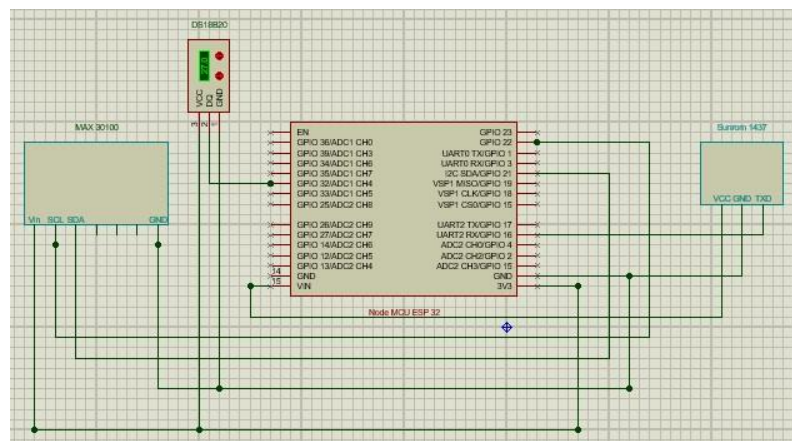 DS18B20
27.0
VCC
DQ
GND
3
2
1
MAX 30100
Vin SCL SDA GND
EN
GPIO 36/ADC1 CH0
GPIO 39/ADC1 CH3
GPIO 34/ADC1 CH6
GPIO 35/ADC1 CH7
GPIO 32/ADC1 CH4
GPIO 33/ADC1 CH5
GPIO 25/ADC2 CH8
GPIO 26/ADC2 CH9
GPIO 27/ADC2 CH7
GPIO 14/ADC2 CH6
GPIO 12/ADC2 CH5
GPIO 13/ADC2 CH4
14
GND
15
VIN
GPIO 23
GPIO 22
UART0 TX/GPIO 1
UART0 RX/GPIO 3
I2C SDA/GPIO 21
VSP1 MISO/GPIO 19
VSP1 CLK/GPIO 18
VSP1 CS0/GPIO 15
UART2 TX/GPIO 17
UART2 RX/GPIO 16
ADC2 CH0/GPIO 4
ADC2 CH2/GPIO 2
ADC2 CH3/GPIO 15
GND
3V3
Node MCU ESP 32
Sunrom 1437
VCC GND TXD